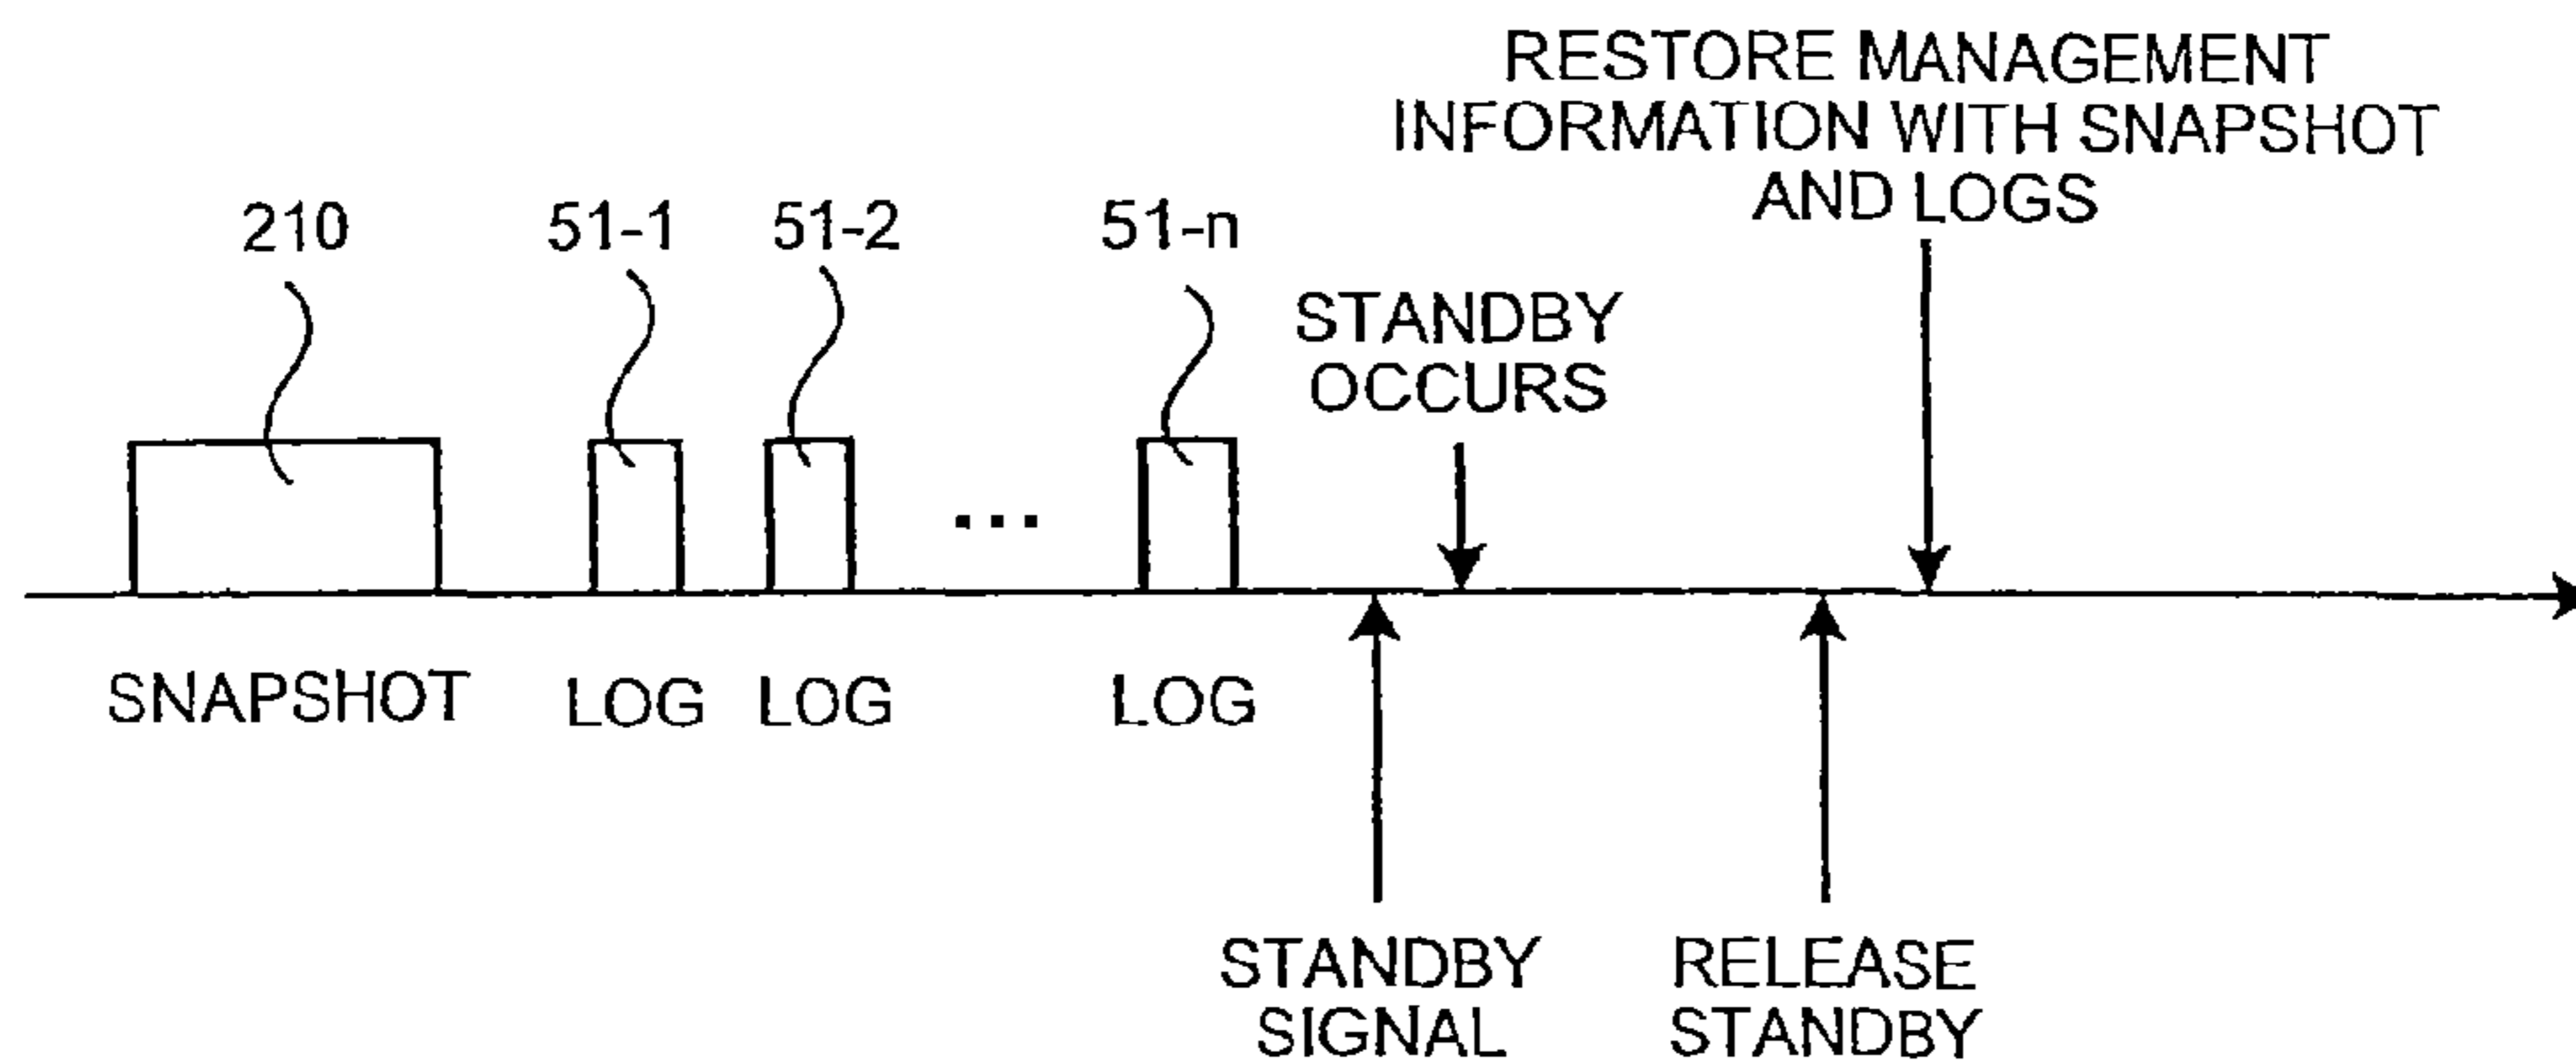 RESTORE MANAGEMENT
INFORMATION WITH SNAPSHOT
AND LOGS
210
51-1
51-2
51-n
STANDBY
OCCURS
...
SNAPSHOT
LOG
LOG
LOG
STANDBY
SIGNAL
RELEASE
STANDBY